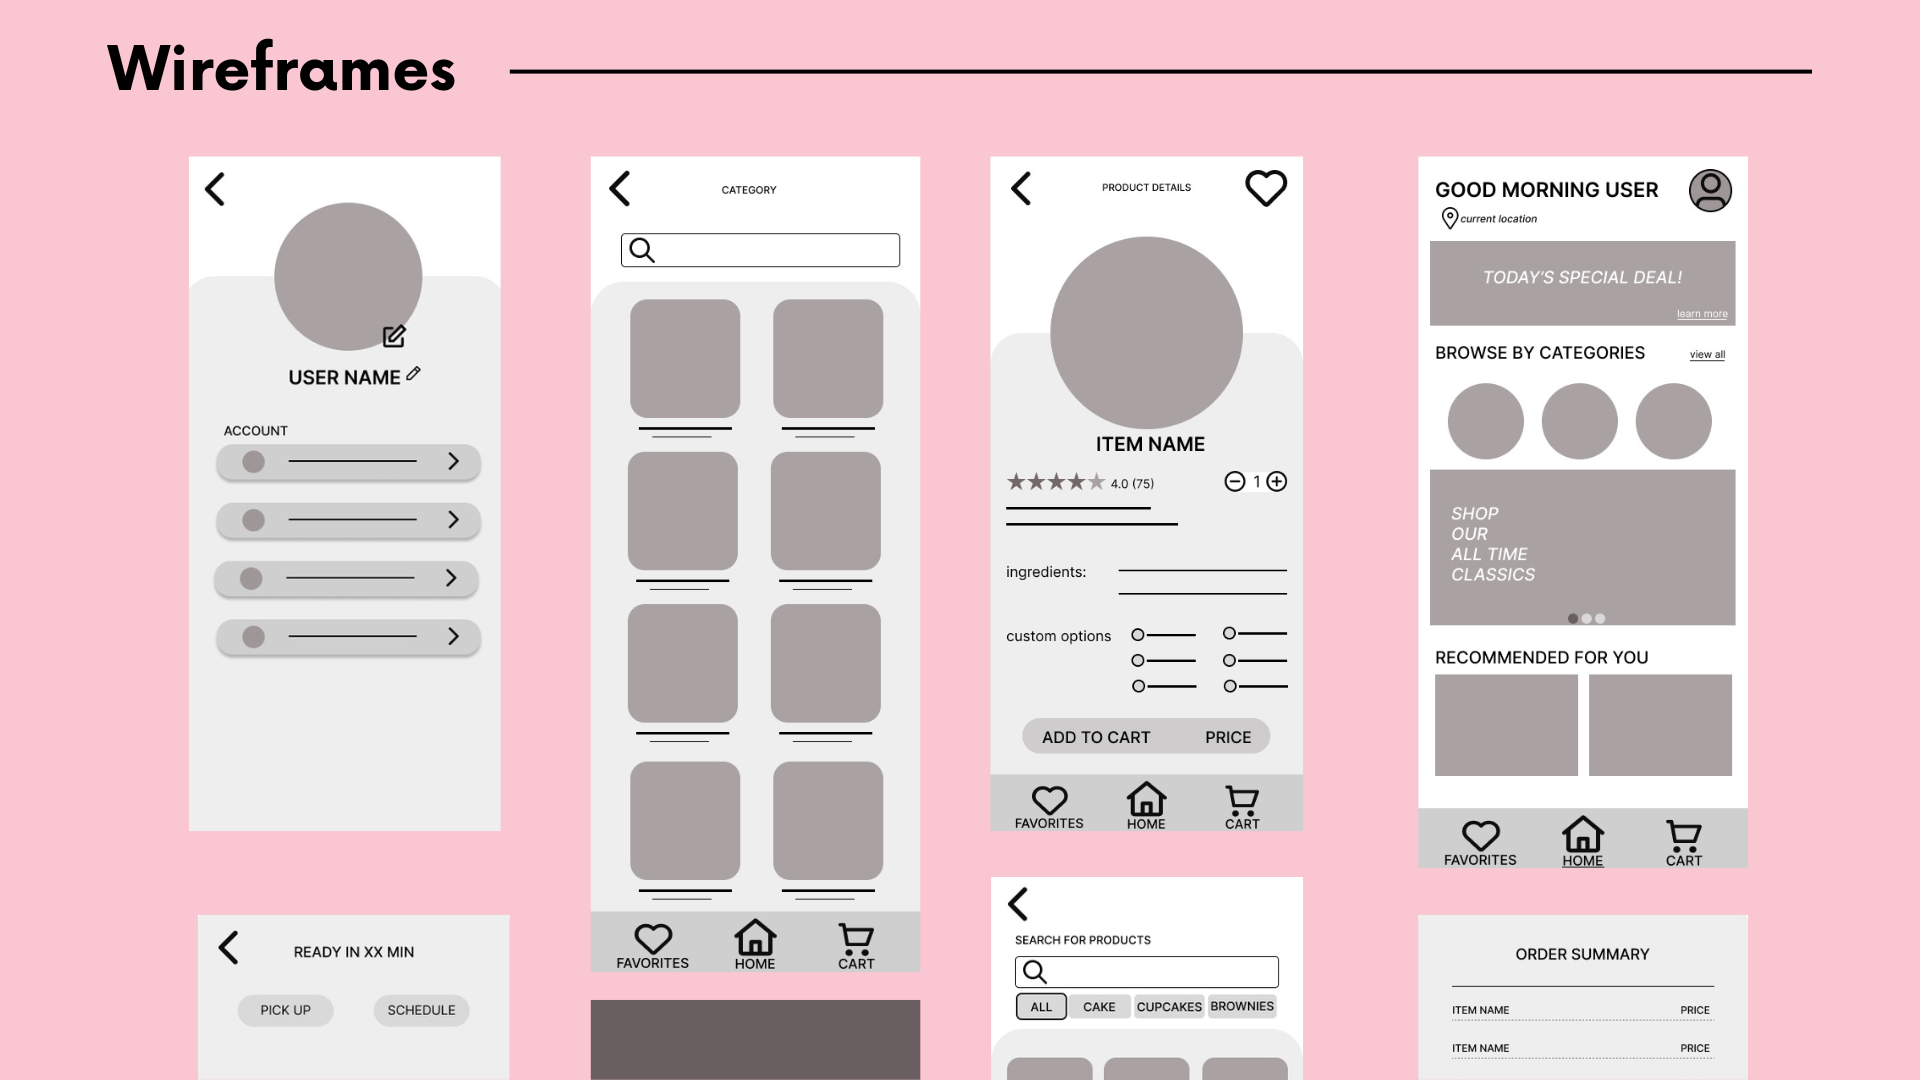 Wireframes
USER NAME
ACCOUNT
CATEGORY
FAVORITES
HOME
CART
PRODUCT DETAILS
ITEM NAME
4.0 (75)
1
ingredients:
custom options
ADD TO CART
PRICE
FAVORITES
HOME
CART
GOOD MORNING USER
current location
TODAY'S SPECIAL DEAL!
learn more
BROWSE BY CATEGORIES
view all
SHOP
OUR
ALL TIME
CLASSICS
RECOMMENDED FOR YOU
FAVORITES
HOME
CART
READY IN XX MIN
PICK UP
SCHEDULE
SEARCH FOR PRODUCTS
ALL
CAKE
CUPCAKES
BROWNIES
ORDER SUMMARY
ITEM NAME
PRICE
ITEM NAME
PRICE